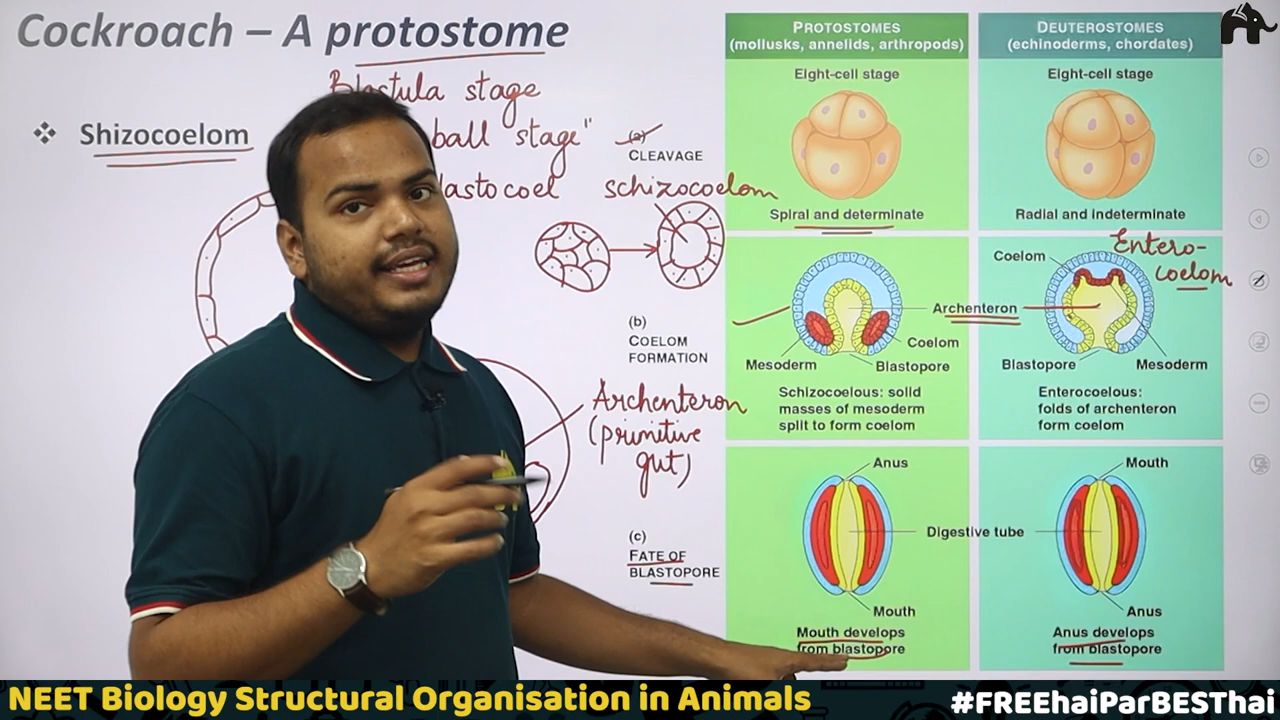 Cockroach – A protostome
Blastula stage
❖ Shizocoelom
ball stage"
lastocoel
schizocoelom
Archenteron
(primitive
gut)
(a)
CLEAVAGE
(b)
COELOM
FORMATION
(c)
FATE OF
BLASTOPORE
PROTOSTOMES
(mollusks, annelids, arthropods)
Eight-cell stage
Spiral and determinate
DEUTEROSTOMES
(echinoderms, chordates)
Eight-cell stage
Radial and indeterminate
Archenteron
Coelom
Mesoderm
Blastopore
Schizocoelous: solid
masses of mesoderm
split to form coelom
Coelom
Entero-
coelom
Blastopore
Mesoderm
Enterocoelous:
folds of archenteron
form coelom
Anus
Digestive tube
Mouth
Mouth develops
from blastopore
Mouth
Anus
Anus develops
from blastopore
NEET Biology Structural Organisation in Animals
#FREEhaiParBESThai